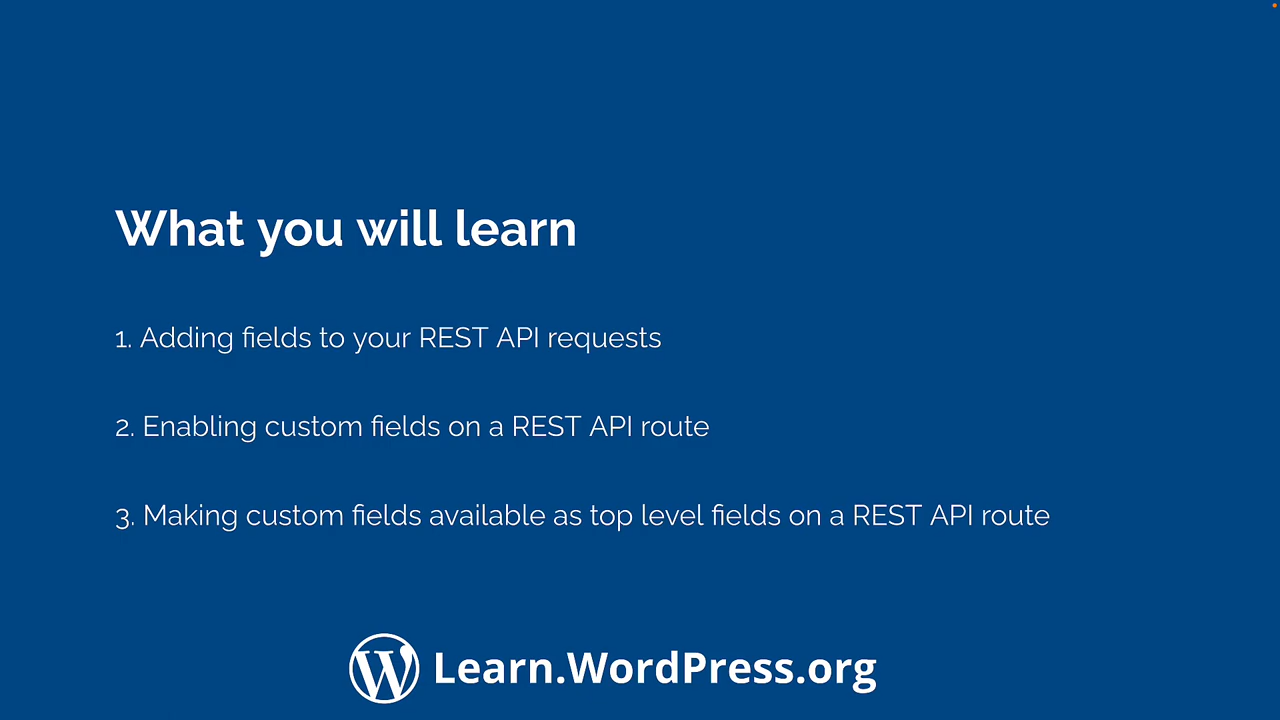 What you will learn
1. Adding fields to your REST API requests
2. Enabling custom fields on a REST API route
3. Making custom fields available as top level fields on a REST API route
Learn.WordPress.org